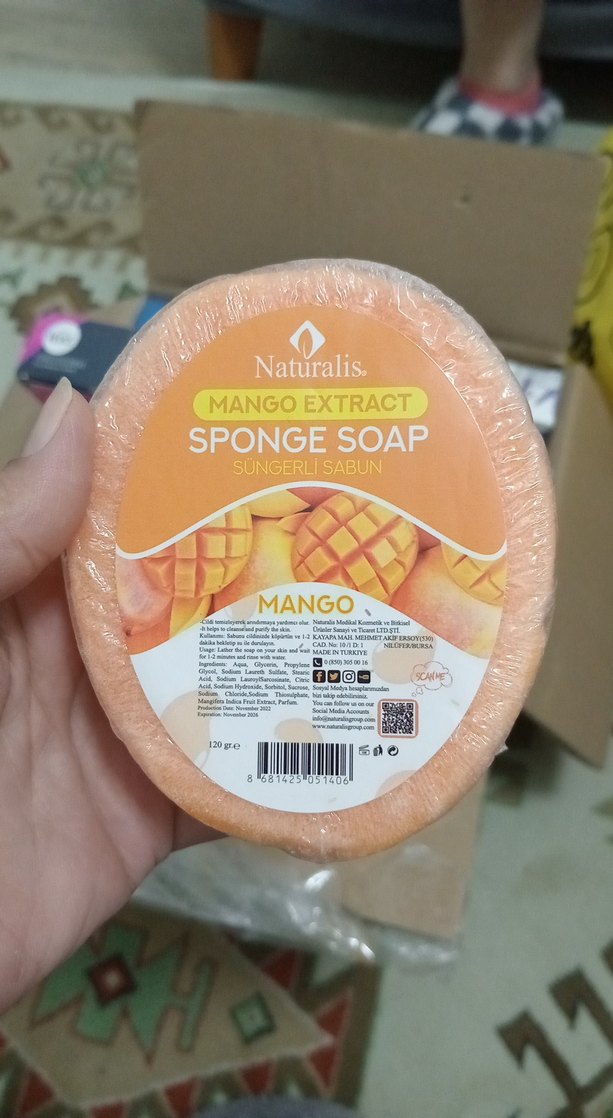 Naturalis®
MANGO EXTRACT
SPONGE SOAP
SÜNGERLİ SABUN
MANGO
-Cildi temizleyerek arındırmaya yardımcı olur.
-It helps to cleanse and purify the skin.
Kullanımı: Sabunu cildinizde köpürtün ve 1-2
dakika bekletip su ile durulayın.
Usage: Lather the soap on your skin and wait
for 1-2 minutes and rinse with water.
Ingredients: Aqua, Glycerin, Propylene
Glycol, Sodium Laureth Sulfate, Stearic
Acid, Sodium LauroylSarcosinate, Citric
Acid, Sodium Hydroxide, Sorbitol, Sucrose,
Sodium Chloride,Sodium Thiosulphate,
Mangifera Indica Fruit Extract, Parfum.
Production Date: November 2022
Expiration: November 2026
120 gr.e
Naturalis Medikal Kozmetik ve Bitkisel
Ürünler Sanayi ve Ticaret LTD.ŞTİ.
KAYAPA MAH. MEHMET AKİF ERSOY(530)
CAD. No: 10/1 D: 1 NİLÜFER/BURSA
MADE IN TURKIYE
0 (850) 305 00 16
Sosyal Medya hesaplarımızdan
bizi takip edebilirsiniz.
You can follow us on our
Social Media Accounts
info@naturalisgroup.com
www.naturalisgroup.com
SCAN ME
8 681425 051406